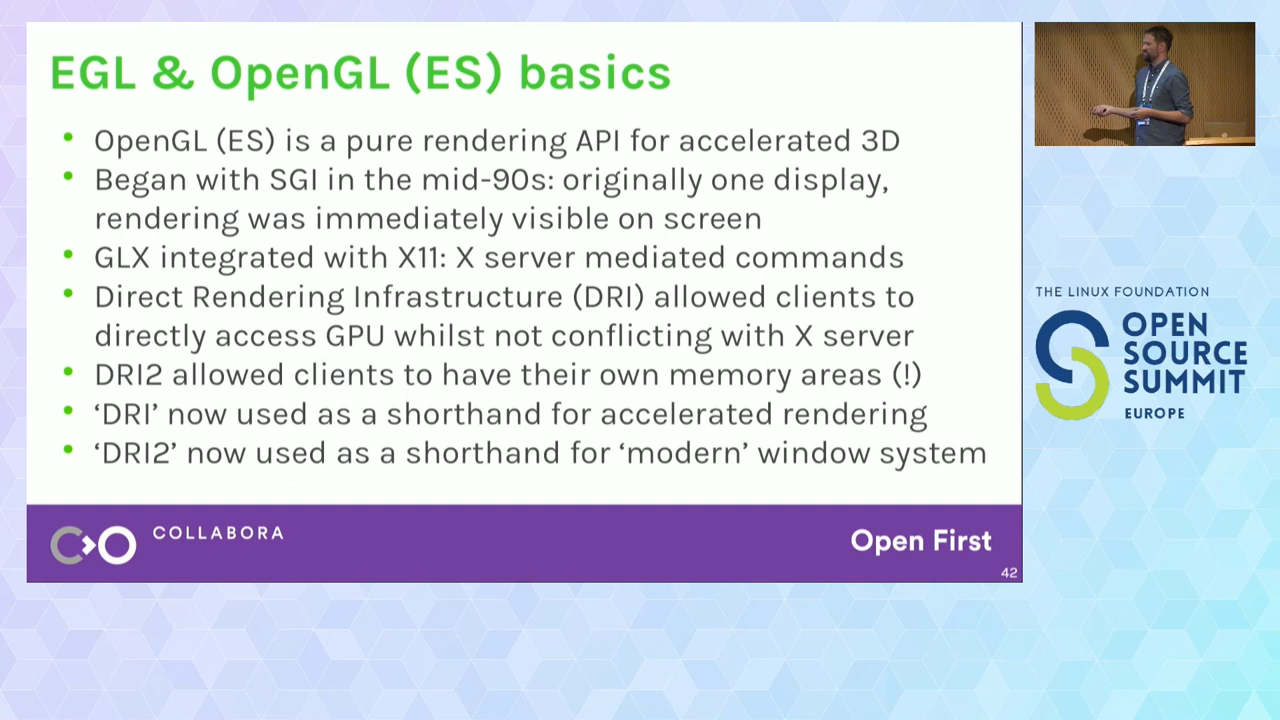 EGL & OpenGL (ES) basics
• OpenGL (ES) is a pure rendering API for accelerated 3D
• Began with SGI in the mid-90s: originally one display,
rendering was immediately visible on screen
• GLX integrated with X11: X server mediated commands
• Direct Rendering Infrastructure (DRI) allowed clients to
directly access GPU whilst not conflicting with X server
• DRI2 allowed clients to have their own memory areas (!)
• ‘DRI’ now used as a shorthand for accelerated rendering
• ‘DRI2’ now used as a shorthand for ‘modern’ window system
COLLABORA
Open First
42
THE LINUX FOUNDATION
OPEN
SOURCE
SUMMIT
EUROPE